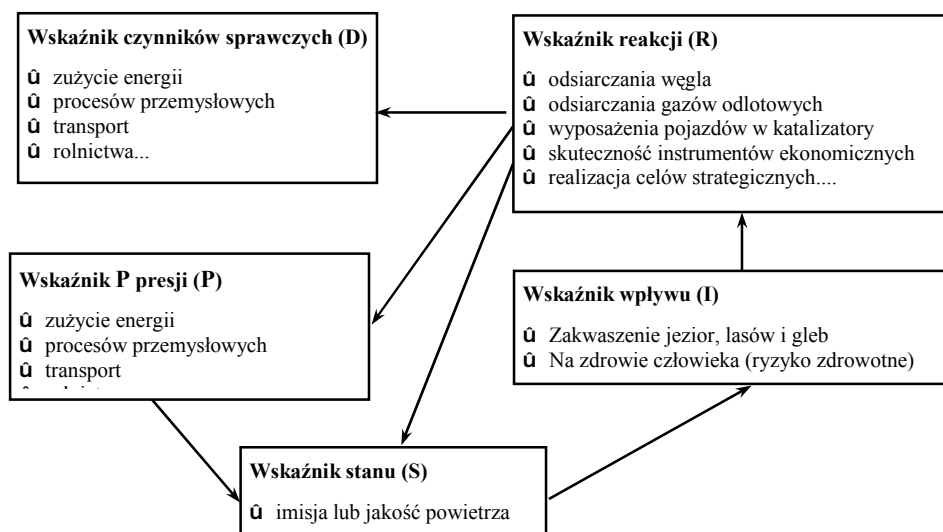 Wskaźnik czynników sprawczych (D)
û zużycie energii
û procesów przemysłowych
û transport
û rolnictwa...
Wskaźnik reakcji (R)
û odsiarczania węgla
û odsiarczania gazów odlotowych
û wyposażenia pojazdów w katalizatory
û skuteczność instrumentów ekonomicznych
û realizacja celów strategicznych....
Wskaźnik P presji (P)
û zużycie energii
û procesów przemysłowych
û transport
Wskaźnik wpływu (I)
û Zakwaszenie jezior, lasów i gleb
û Na zdrowie człowieka (ryzyko zdrowotne)
Wskaźnik stanu (S)
û imisja lub jakość powietrza